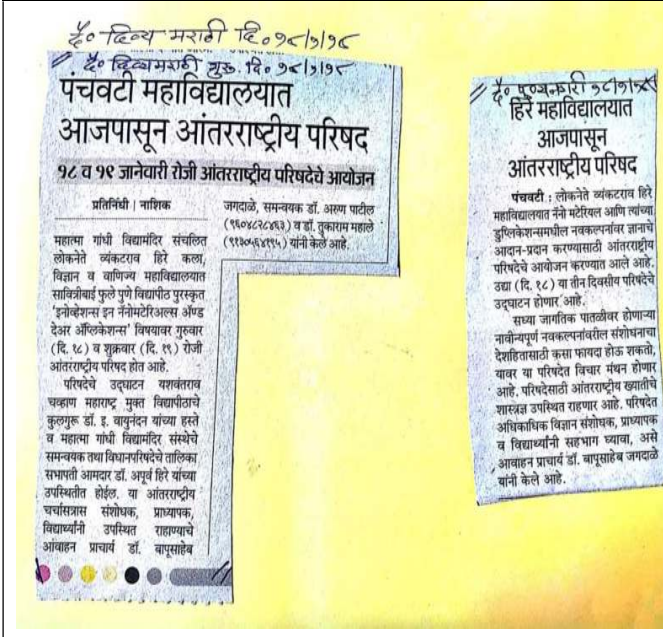 दै० दिव्य मराठी दि. १८/१/१८
दै० दिव्यमराठी गुरू. दि. १८/१/१८
पंचवटी महाविद्यालयात
आजपासून आंतरराष्ट्रीय परिषद
१८ व १९ जानेवारी रोजी आंतरराष्ट्रीय परिषदेचे आयोजन
प्रतिनिधी | नाशिक
महात्मा गांधी विद्यामंदिर संचलित
लोकनेते व्यंकटराव हिरे कला,
विज्ञान व वाणिज्य महाविद्यालयात
सावित्रीबाई फुले पुणे विद्यापीठ पुरस्कृत
'इनोव्हेशन्स इन नॅनोमटेरिअल्स अॅण्ड
देअर अॅप्लिकेशन्स' विषयावर गुरुवार
(दि. १८) व शुक्रवार (दि. १९) रोजी
आंतरराष्ट्रीय परिषद होत आहे.
परिषदेचे उद्घाटन यशवंतराव
चव्हाण महाराष्ट्र मुक्त विद्यापीठाचे
कुलगुरू डॉ. इ. वायुनंदन यांच्या हस्ते
व महात्मा गांधी विद्यामंदिर संस्थेचे
समन्वयक तथा विधानपरिषदेचे तालिका
सभापती आमदार डॉ. अपूर्व हिरे यांच्या
उपस्थितीत होईल. या आंतरराष्ट्रीय
चर्चासत्रास संशोधक, प्राध्यापक,
विद्यार्थ्यांनी उपस्थित राहाण्याचे
आवाहन प्राचार्य डॉ. बापूसाहेब
जगदाळे, समन्वयक डॉ. अरुण पाटील
(९६०४८२८४६३) व डॉ. तुकाराम महाले
यांनी केले आहे.
दै० पुण्यनगरी १८/१/१८
हिरे महाविद्यालयात
आजपासून
आंतरराष्ट्रीय परिषद
पंचवटी : लोकनेते व्यंकटराव हिरे
महाविद्यालयात नॅनो मटेरियल आणि त्यांच्या
डुप्लिकेशन्समधील नवकल्पनांवर ज्ञानाचे
आदान-प्रदान करण्यासाठी आंतरराष्ट्रीय
परिषदेचे आयोजन करण्यात आले आहे.
उद्या (दि. १८) या तीन दिवसीय परिषदेचे
उद्घाटन होणार आहे.
सध्या जागतिक पातळीवर होणाऱ्या
नावीन्यपूर्ण नवकल्पनांवरील संशोधनाचा
देशहितासाठी कसा फायदा होऊ शकतो,
यावर या परिषदेत विचार मंथन होणार
आहे. परिषदेसाठी आंतरराष्ट्रीय ख्यातीचे
शास्त्रज्ञ उपस्थित राहणार आहे. परिषदेत
अधिकाधिक विज्ञान संशोधक, प्राध्यापक
व विद्यार्थ्यांनी सहभाग घ्यावा, असे
आवाहन प्राचार्य डॉ. बापूसाहेब जगदाळे
यांनी केले आहे.